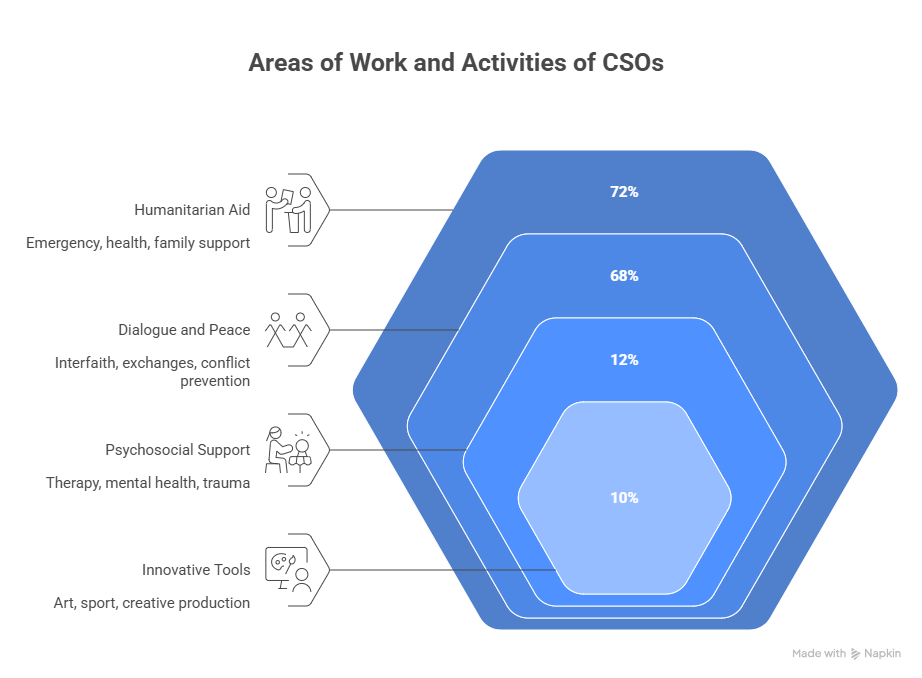 Areas of Work and Activities of CSOs
72%
Humanitarian Aid
Emergency, health, family support
68%
Dialogue and Peace
Interfaith, exchanges, conflict
prevention
12%
Psychosocial Support
Therapy, mental health, trauma
10%
Innovative Tools
Art, sport, creative production
Made with Napkin